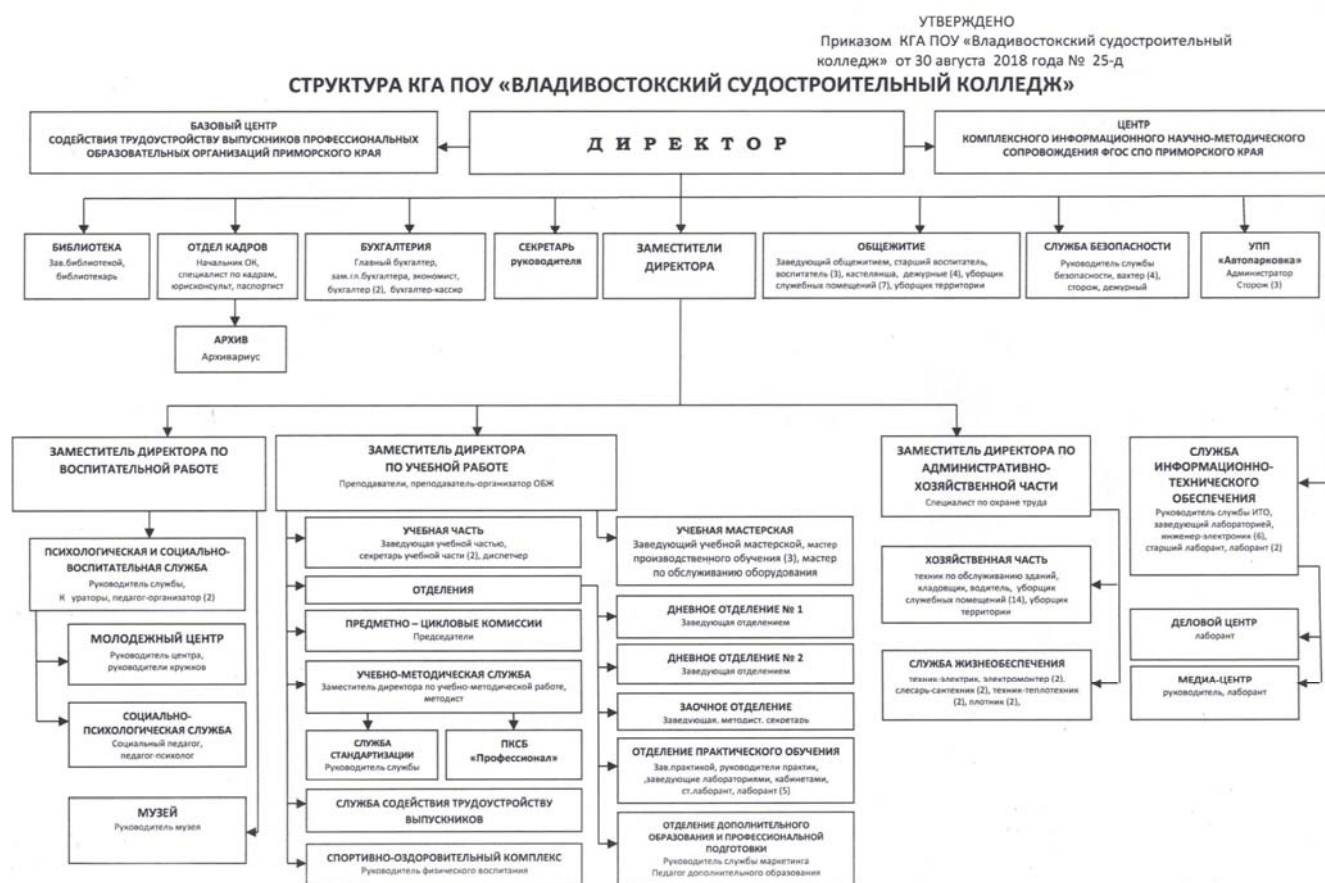 УТВЕРЖДЕНО
Приказом КГА ПОУ «Владивостокский судостроительный
колледж» от 30 августа 2018 года № 25-д
СТРУКТУРА КГА ПОУ «ВЛАДИВОСТОКСКИЙ СУДОСТРОИТЕЛЬНЫЙ КОЛЛЕДЖ»
БАЗОВЫЙ ЦЕНТР
СОДЕЙСТВИЯ ТРУДОУСТРОЙСТВУ ВЫПУСКНИКОВ ПРОФЕССИОНАЛЬНЫХ
ОБРАЗОВАТЕЛЬНЫХ ОРГАНИЗАЦИЙ ПРИМОРСКОГО КРАЯ
ДИРЕКТОР
ЦЕНТР
КОМПЛЕКСНОГО ИНФОРМАЦИОННОГО НАУЧНО-МЕТОДИЧЕСКОГО
СОПРОВОЖДЕНИЯ ФГОС СПО ПРИМОРСКОГО КРАЯ
БИБЛИОТЕКА
Зав.библиотекой,
библиотекарь
ОТДЕЛ КАДРОВ
Начальник ОК,
специалист по кадрам,
юрисконсульт, паспортист
БУХГАЛТЕРИЯ
Главный бухгалтер,
зам.гл.бухгалтера, экономист,
бухгалтер (2), бухгалтер-кассир
СЕКРЕТАРЬ
руководителя
ЗАМЕСТИТЕЛИ
ДИРЕКТОРА
ОБЩЕЖИТИЕ
Заведующий общежитием, старший воспитатель,
воспитатель (3), кастелянша, дежурные (4), уборщик
служебных помещений (7), уборщик территории
СЛУЖБА БЕЗОПАСНОСТИ
Руководитель службы
безопасности, вахтер (4),
сторож, дежурный
УПП
«Автопарковка»
Администратор
Сторож (3)
АРХИВ
Архивариус
ЗАМЕСТИТЕЛЬ ДИРЕКТОРА ПО
ВОСПИТАТЕЛЬНОЙ РАБОТЕ
ПСИХОЛОГИЧЕСКАЯ И СОЦИАЛЬНО-
ВОСПИТАТЕЛЬНАЯ СЛУЖБА
Руководитель службы,
К ураторы, педагог-организатор (2)
МОЛОДЕЖНЫЙ ЦЕНТР
Руководитель центра,
руководители кружков
СОЦИАЛЬНО-
ПСИХОЛОГИЧЕСКАЯ СЛУЖБА
Социальный педагог,
педагог-психолог
МУЗЕЙ
Руководитель музея
ЗАМЕСТИТЕЛЬ ДИРЕКТОРА
ПО УЧЕБНОЙ РАБОТЕ
Преподаватели, преподаватель-организатор ОБЖ
УЧЕБНАЯ ЧАСТЬ
Заведующая учебной частью,
секретарь учебной части (2), диспетчер
ОТДЕЛЕНИЯ
ПРЕДМЕТНО – ЦИКЛОВЫЕ КОМИССИИ
Председатели
УЧЕБНО-МЕТОДИЧЕСКАЯ СЛУЖБА
Заместитель директора по учебно-методической работе,
методист
СЛУЖБА
СТАНДАРТИЗАЦИИ
Руководитель службы
ПКСБ
«Профессионал»
СЛУЖБА СОДЕЙСТВИЯ ТРУДОУСТРОЙСТВУ
ВЫПУСКНИКОВ
СПОРТИВНО-ОЗДОРОВИТЕЛЬНЫЙ КОМПЛЕКС
Руководитель физического воспитания
УЧЕБНАЯ МАСТЕРСКАЯ
Заведующий учебной мастерской, мастер
производственного обучения (3), мастер
по обслуживанию оборудования
ДНЕВНОЕ ОТДЕЛЕНИЕ № 1
Заведующая отделением
ДНЕВНОЕ ОТДЕЛЕНИЕ № 2
Заведующая отделением
ЗАОЧНОЕ ОТДЕЛЕНИЕ
Заведующая, методист, секретарь
ОТДЕЛЕНИЕ ПРАКТИЧЕСКОГО ОБУЧЕНИЯ
Зав.практикой, руководители практик,
,заведующие лабораториями, кабинетами,
ст.лаборант, лаборант (5)
ОТДЕЛЕНИЕ ДОПОЛНИТЕЛЬНОГО
ОБРАЗОВАНИЯ И ПРОФЕССИОНАЛЬНОЙ
ПОДГОТОВКИ
Руководитель службы маркетинга
Педагог дополнительного образования
ЗАМЕСТИТЕЛЬ ДИРЕКТОРА ПО
АДМИНИСТРАТИВНО-
ХОЗЯЙСТВЕННОЙ ЧАСТИ
Специалист по охране труда
ХОЗЯЙСТВЕННАЯ ЧАСТЬ
техник по обслуживанию зданий,
кладовщик, водитель, уборщик
служебных помещений (14), уборщик
территории
СЛУЖБА ЖИЗНЕОБЕСПЕЧЕНИЯ
техник-электрик, электромонтер (2),
слесарь-сантехник (2), техник-теплотехник
(2), плотник (2),
СЛУЖБА
ИНФОРМАЦИОННО-
ТЕХНИЧЕСКОГО
ОБЕСПЕЧЕНИЯ
Руководитель службы ИТО,
заведующий лабораторией,
инженер-электроник (6),
старший лаборант, лаборант (2)
ДЕЛОВОЙ ЦЕНТР
лаборант
МЕДИА-ЦЕНТР
руководитель, лаборант